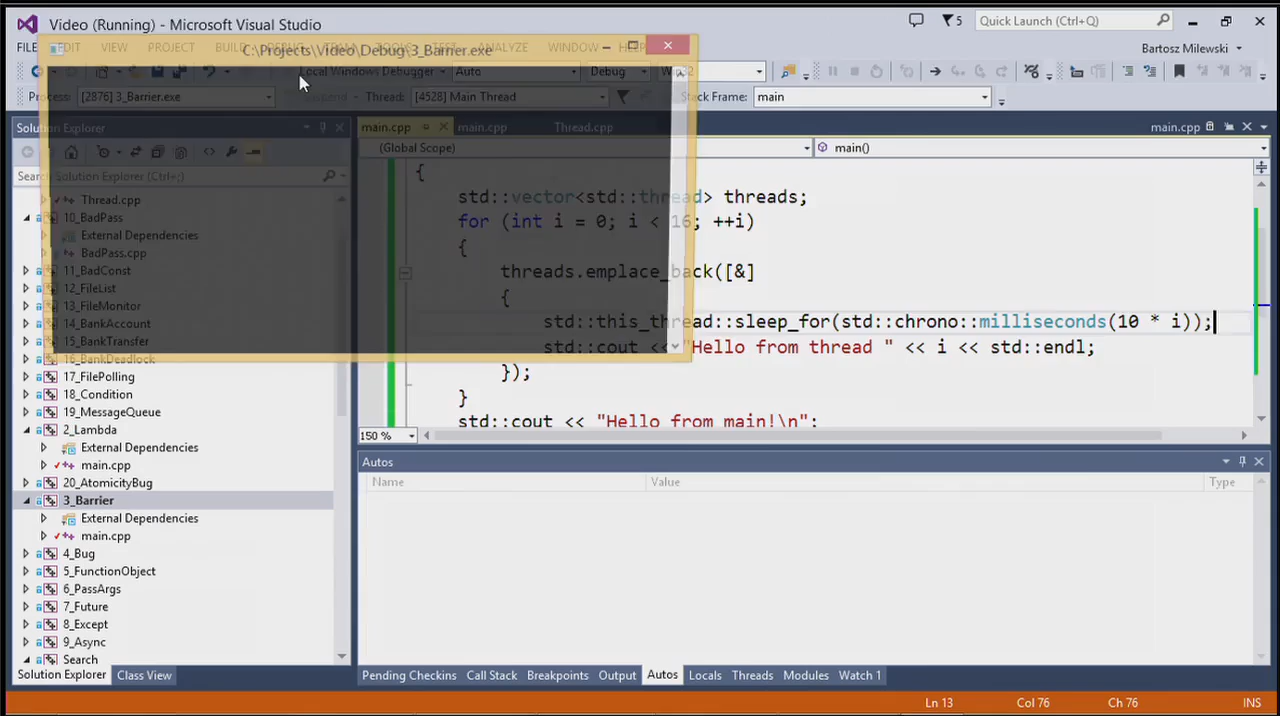 Video (Running) - Microsoft Visual Studio
5
Quick Launch (Ctrl+Q)
FILE EDIT VIEW PROJECT BUILD
ANALYZE WINDOW HELP
Bartosz Milewski
C:\Projects\Video\Debug\3_Barrier.exe
Local Windows Debugger Auto Debug Win32
Process: [2876] 3_Barrier.exe Suspend Thread: [4528] Main Thread Stack Frame: main
Solution Explorer
main.cpp main.cpp Thread.cpp main.cpp
(Global Scope) main()
Search Solution Explorer (Ctrl+;)
Thread.cpp
10_BadPass
External Dependencies
BadPass.cpp
11_BadConst
12_FileList
13_FileMonitor
14_BankAccount
15_BankTransfer
16_BankDeadlock
17_FilePolling
18_Condition
19_MessageQueue
2_Lambda
External Dependencies
main.cpp
20_AtomicityBug
3_Barrier
External Dependencies
main.cpp
4_Bug
5_FunctionObject
6_PassArgs
7_Future
8_Except
9_Async
Search
{
std::vector<std::thread> threads;
for (int i = 0; i < 16; ++i)
{
threads.emplace_back([&]
{
std::this_thread::sleep_for(std::chrono::milliseconds(10 * i));
std::cout << "Hello from thread " << i << std::endl;
});
}
std::cout << "Hello from main!\n";
150 %
Autos
Name Value Type
Solution Explorer Class View
Pending Checkins Call Stack Breakpoints Output Autos Locals Threads Modules Watch 1
Ln 13 Col 76 Ch 76 INS